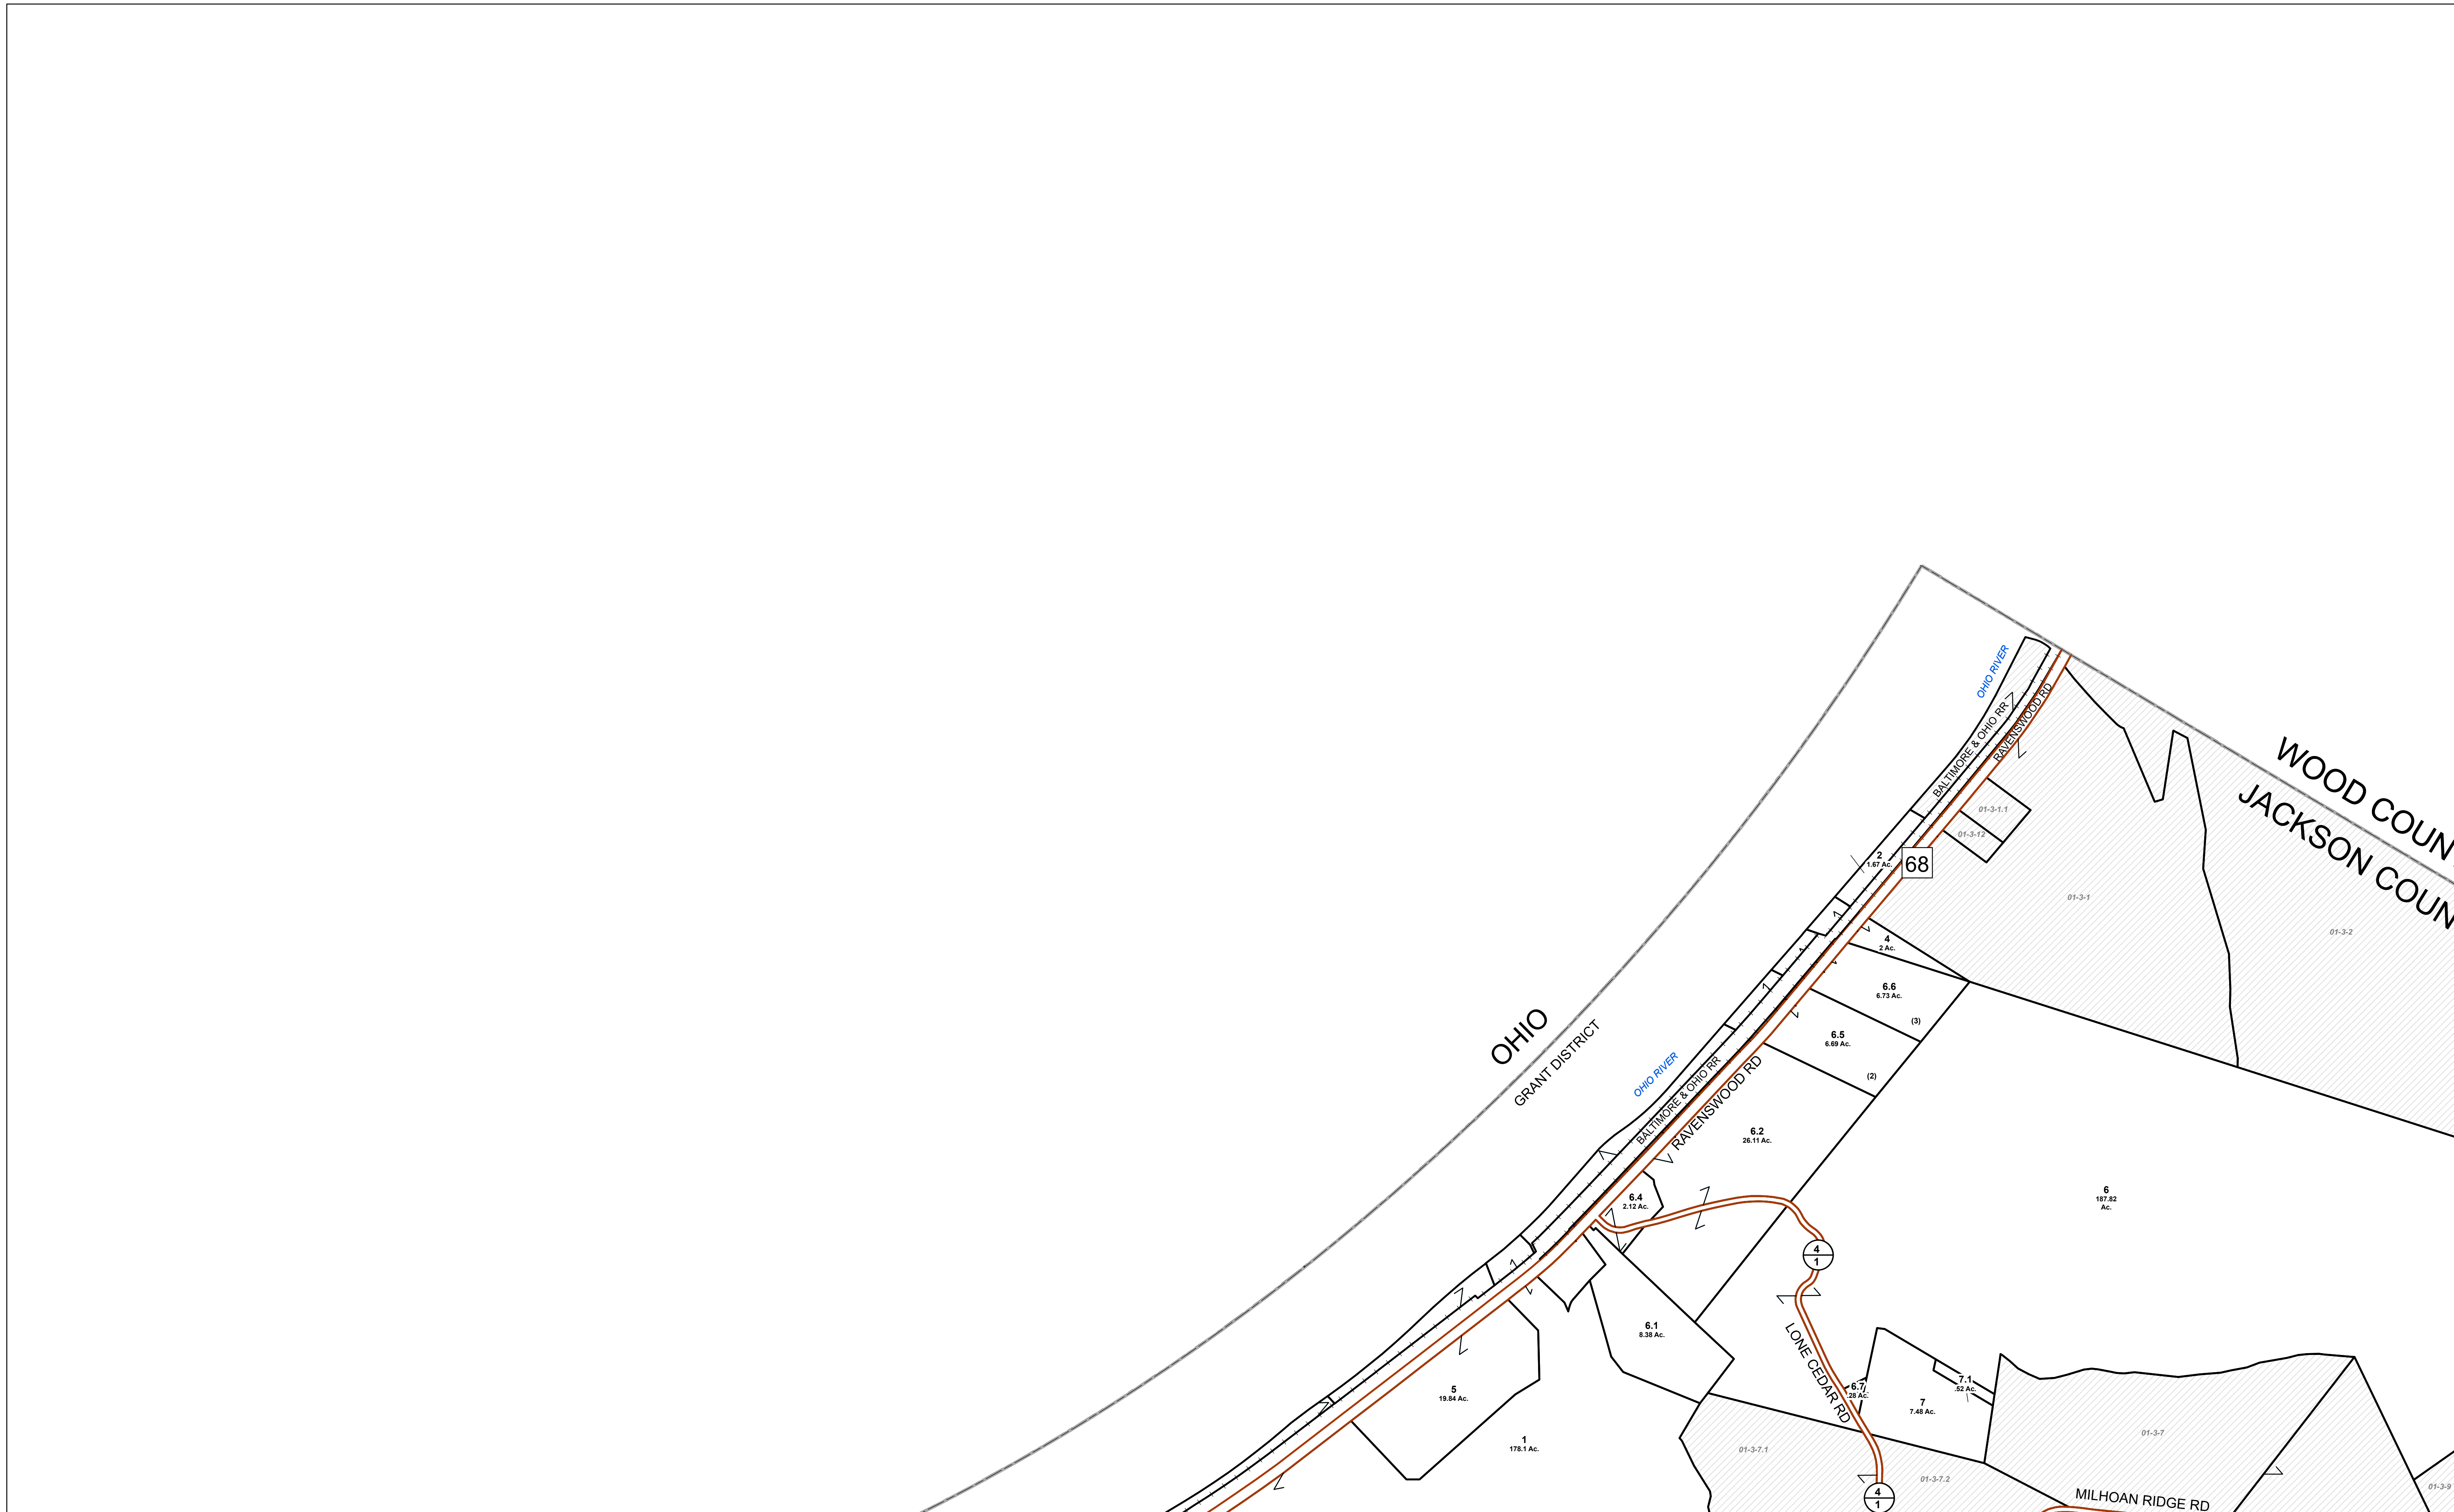 OHIO RIVER
BALTIMORE & OHIO RR
RAVENSWOOD RD
WOOD COUN
JACKSON COUN
01-3-1.1
01-3-12
2
1.67 Ac.
68
01-3-1
01-3-2
4
2 Ac.
6.6
6.73 Ac.
(3)
OHIO
GRANT DISTRICT
6.5
6.69 Ac.
(2)
OHIO RIVER
BALTIMORE & OHIO RR
RAVENSWOOD RD
6.2
26.11 Ac.
6.4
2.12 Ac.
6
187.82
Ac.
4
1
6.1
8.38 Ac.
LONE CEDAR RD
5
19.84 Ac.
6.7
.28 Ac.
7.1
.52 Ac.
7
7.48 Ac.
1
178.1 Ac.
01-3-7
01-3-7.1
01-3-7.2
01-3-9
4
1
MILHOAN RIDGE RD